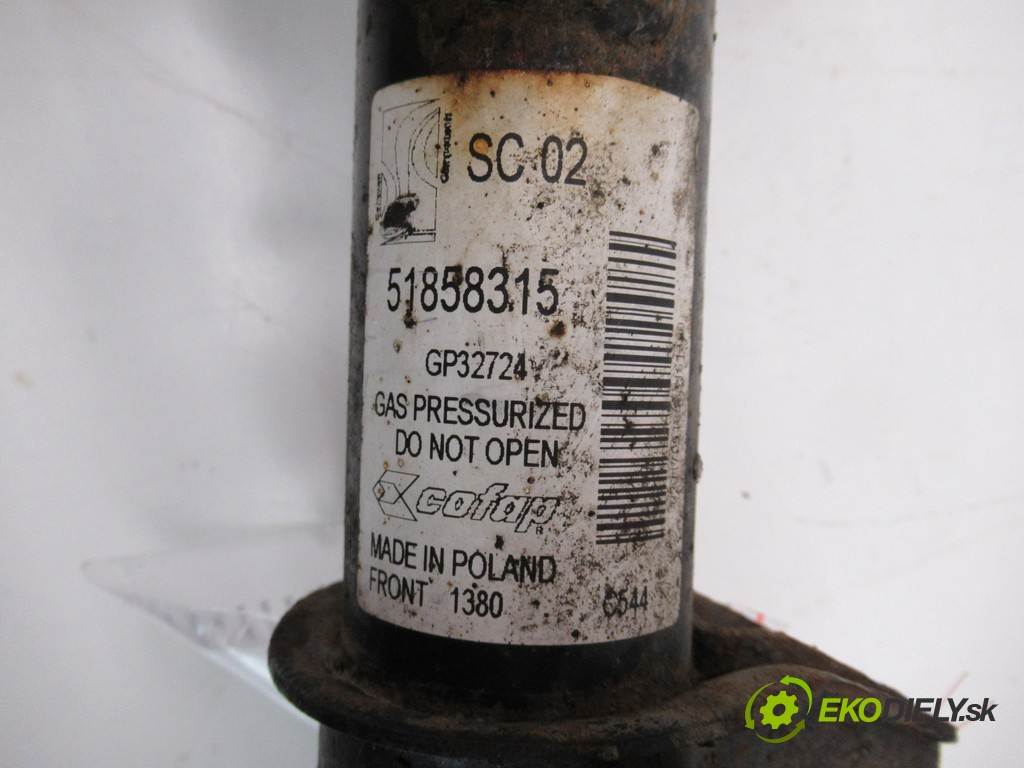 SC 02
51858315
GP32724
GAS PRESSURIZED
DO NOT OPEN
cofap
MADE IN POLAND
FRONT 1380
C544
EKODIELY.sk